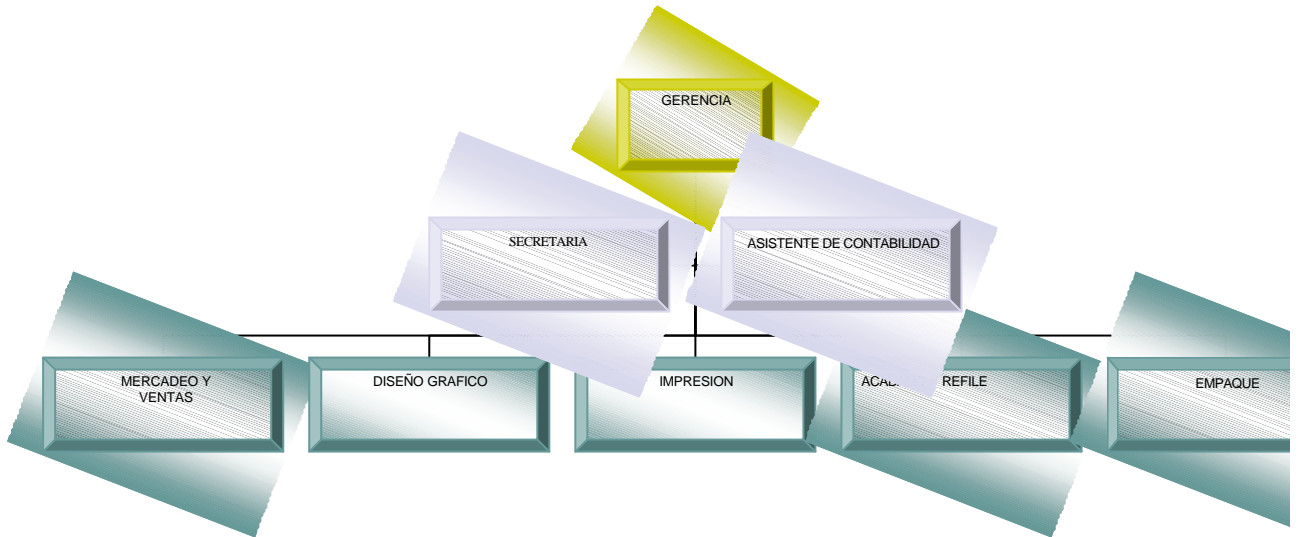 GERENCIA
SECRETARIA
ASISTENTE DE CONTABILIDAD
MERCADEO Y
VENTAS
DISEÑO GRAFICO
IMPRESION
REFILE
EMPAQUE